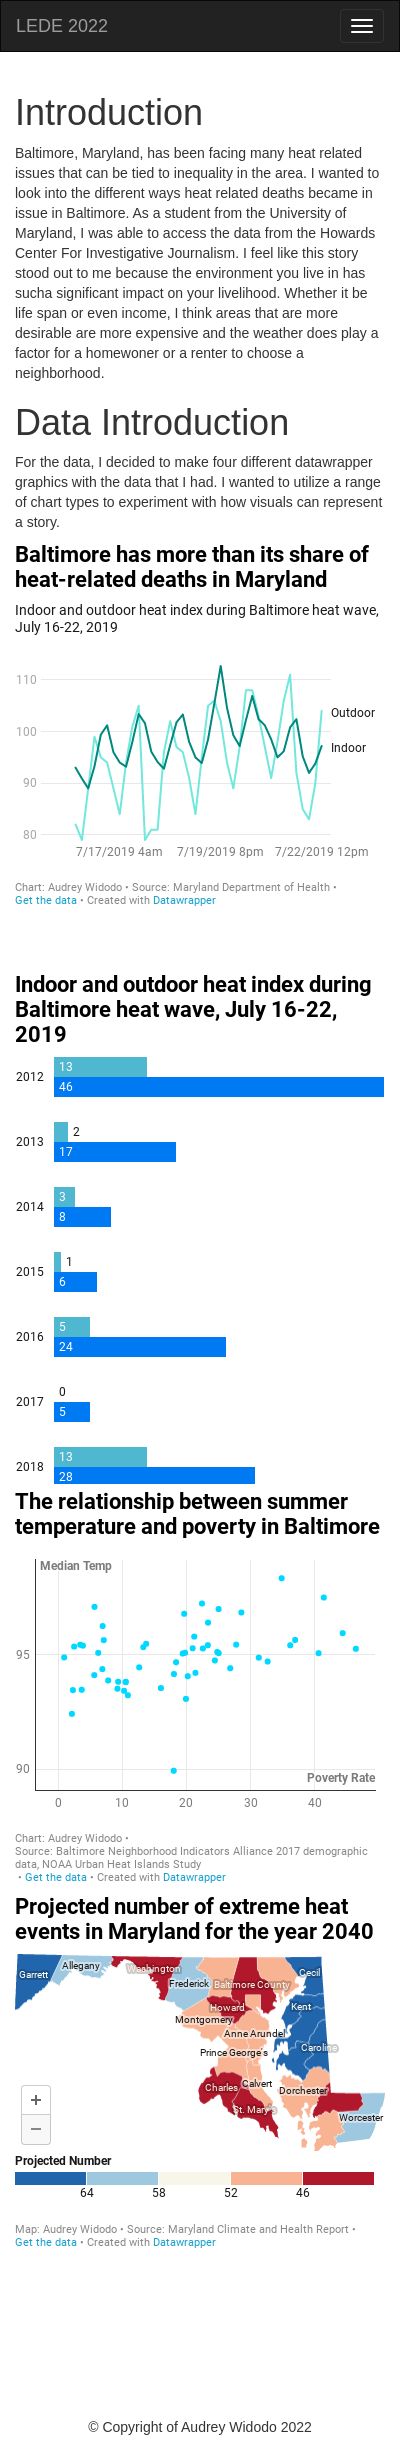 LEDE 2022
Introduction
Baltimore, Maryland, has been facing many heat related
issues that can be tied to inequality in the area. I wanted to
look into the different ways heat related deaths became in
issue in Baltimore. As a student from the University of
Maryland, I was able to access the data from the Howards
Center For Investigative Journalism. I feel like this story
stood out to me because the environment you live in has
sucha significant impact on your livelihood. Whether it be
life span or even income, I think areas that are more
desirable are more expensive and the weather does play a
factor for a homewoner or a renter to choose a
neighborhood.
Data Introduction
For the data, I decided to make four different datawrapper
graphics with the data that I had. I wanted to utilize a range
of chart types to experiment with how visuals can represent
a story.
Baltimore has more than its share of
heat-related deaths in Maryland
Indoor and outdoor heat index during Baltimore heat wave,
July 16-22, 2019
110
100
90
80
Outdoor
Indoor
7/17/2019 4am 7/19/2019 8pm 7/22/2019 12pm
Chart: Audrey Widodo • Source: Maryland Department of Health •
Get the data • Created with Datawrapper
Indoor and outdoor heat index during
Baltimore heat wave, July 16-22,
2019
2012 13
46
2013 2
17
2014 3
8
2015 1
6
2016 5
24
2017 0
5
2018 13
28
The relationship between summer
temperature and poverty in Baltimore
Median Temp
95
90
Poverty Rate
0 10 20 30 40
Chart: Audrey Widodo •
Source: Baltimore Neighborhood Indicators Alliance 2017 demographic
data, NOAA Urban Heat Islands Study
• Get the data • Created with Datawrapper
Projected number of extreme heat
events in Maryland for the year 2040
Garrett
Allegany
Washington
Frederick
Baltimore County
Cecil
Howard
Kent
Montgomery
Anne Arundel
Prince George's
Caroline
Charles
Calvert
Dorchester
St. Mary's
Worcester
+
−
Projected Number
64 58 52 46
Map: Audrey Widodo • Source: Maryland Climate and Health Report •
Get the data • Created with Datawrapper
© Copyright of Audrey Widodo 2022